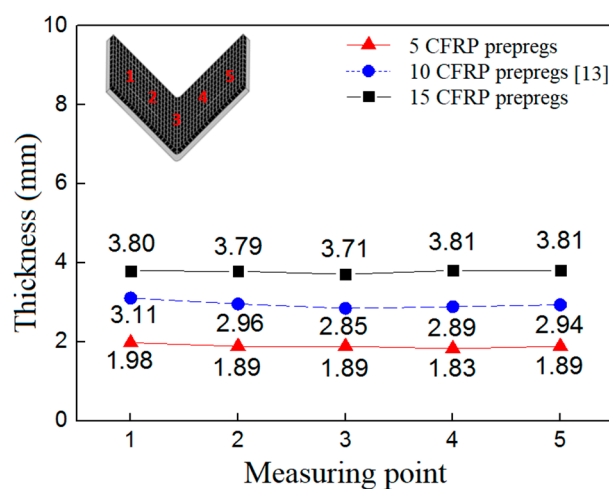 10
8
6
4
2
0
Thickness (mm)
1
2
3
4
5
5 CFRP prepregs
10 CFRP prepregs [13]
15 CFRP prepregs
3.80 3.79 3.71 3.81 3.81
3.11 2.96 2.85 2.89 2.94
1.98 1.89 1.89 1.83 1.89
1 2 3 4 5
Measuring point